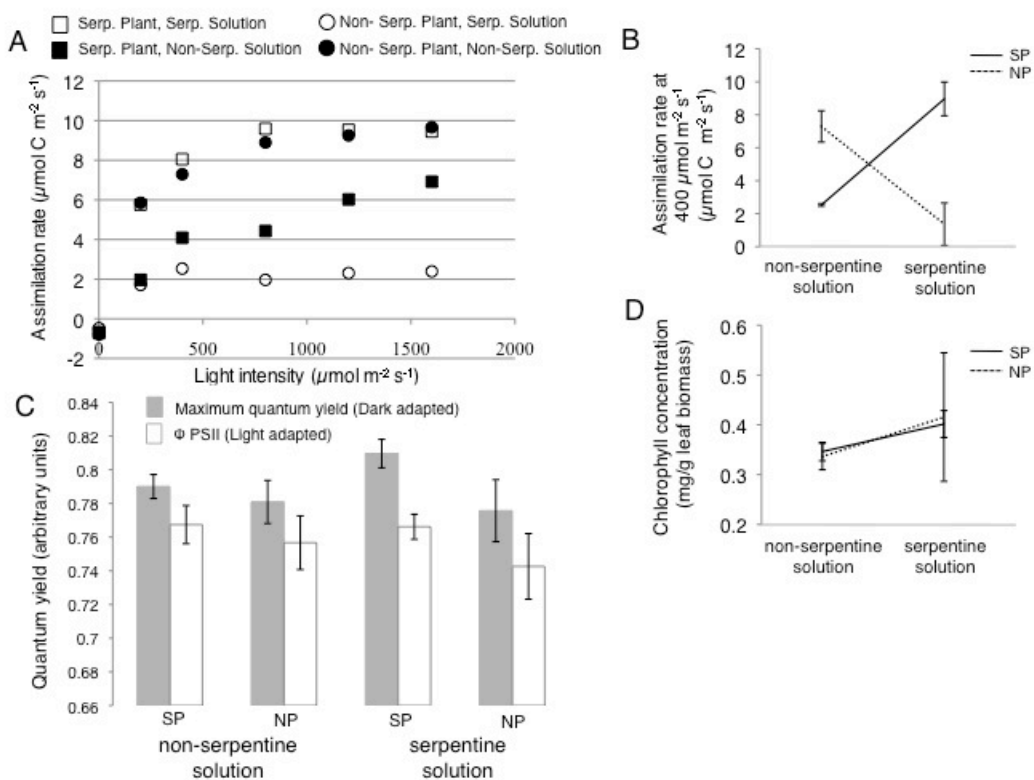 A
Serp. Plant, Serp. Solution
Non- Serp. Plant, Serp. Solution
Serp. Plant, Non-Serp. Solution
Non- Serp. Plant, Non-Serp. Solution
Assimilation rate (µmol C m-2 s-1)
12
10
8
6
4
2
0
-2
0
500
1000
1500
2000
Light intensity (µmol m-2 s-1)
B
Assimilation rate at
400 µmol m-2 s-1
(µmol C m-2 s-1)
12
10
8
6
4
2
0
SP
NP
non-serpentine
solution
serpentine
solution
C
Maximum quantum yield (Dark adapted)
Φ PSII (Light adapted)
Quantum yield (arbitrary units)
0.84
0.82
0.8
0.78
0.76
0.74
0.72
0.7
0.68
0.66
SP
NP
SP
NP
non-serpentine
solution
serpentine
solution
D
Chlorophyll concentration
(mg/g leaf biomass)
0.6
0.5
0.4
0.3
0.2
SP
NP
non-serpentine
solution
serpentine
solution